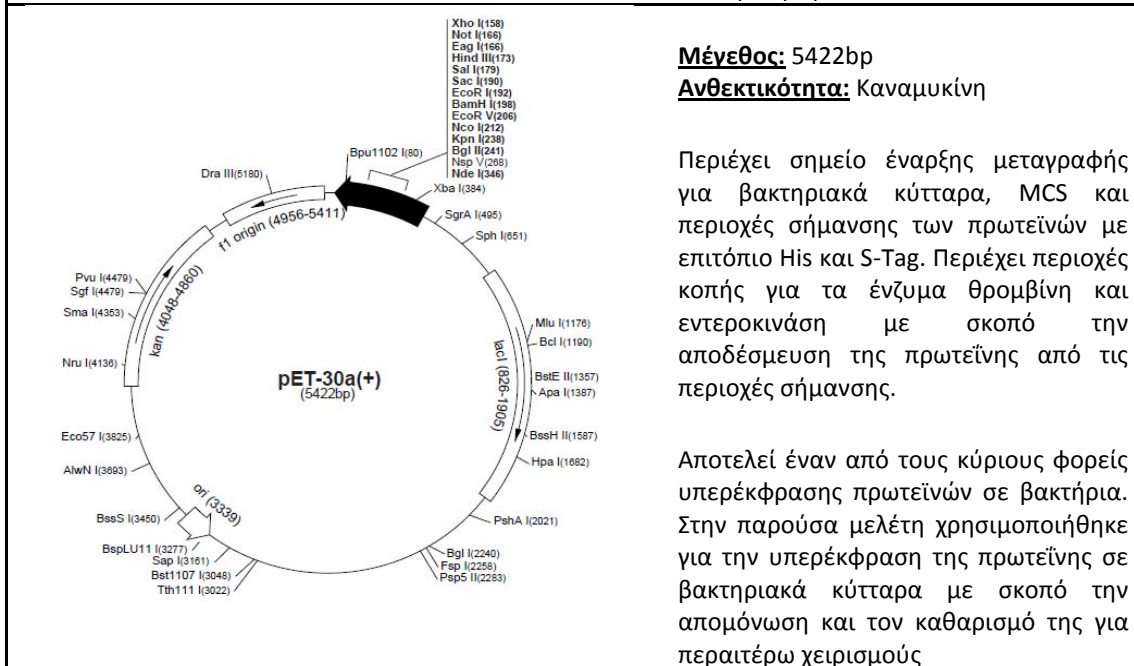 Xho I(158)
Not I(166)
Eag I(166)
Hind III(173)
Sal I(179)
Sac I(190)
EcoR I(192)
BamH I(198)
EcoR V(206)
Nco I(212)
Kpn I(238)
Bgl II(241)
Nsp V(268)
Nde I(346)
Bpu1102 I(80)
Xba I(384)
Dra III(5180)
SgrA I(495)
Sph I(651)
f1 origin (4956-5411)
Pvu I(4479)
Sgf I(4479)
Sma I(4353)
Nru I(4136)
kan (4048-4860)
Mlu I(1176)
Bcl I(1190)
BstE II(1357)
Apa I(1387)
lacI (826-1905)
BssH II(1587)
Hpa I(1682)
pET-30a(+)
(5422bp)
Eco57 I(3825)
AlwN I(3693)
ori (3339)
BssS I(3450)
BspLU11 I(3277)
Sap I(3161)
Bst1107 I(3048)
Tth111 I(3022)
PshA I(2021)
Bgl I(2240)
Fsp I(2258)
Psp5 II(2283)
Μέγεθος: 5422bp
Ανθεκτικότητα: Καναμυκίνη
Περιέχει σημείο έναρξης μεταγραφής
για βακτηριακά κύτταρα, MCS και
περιοχές σήμανσης των πρωτεϊνών με
επιτόπιο His και S-Tag. Περιέχει περιοχές
κοπής για τα ένζυμα θρομβίνη και
εντεροκινάση με σκοπό την
αποδέσμευση της πρωτεΐνης από τις
περιοχές σήμανσης.
Αποτελεί έναν από τους κύριους φορείς
υπερέκφρασης πρωτεϊνών σε βακτήρια.
Στην παρούσα μελέτη χρησιμοποιήθηκε
για την υπερέκφραση της πρωτεΐνης σε
βακτηριακά κύτταρα με σκοπό την
απομόνωση και τον καθαρισμό της για
περαιτέρω χειρισμούς